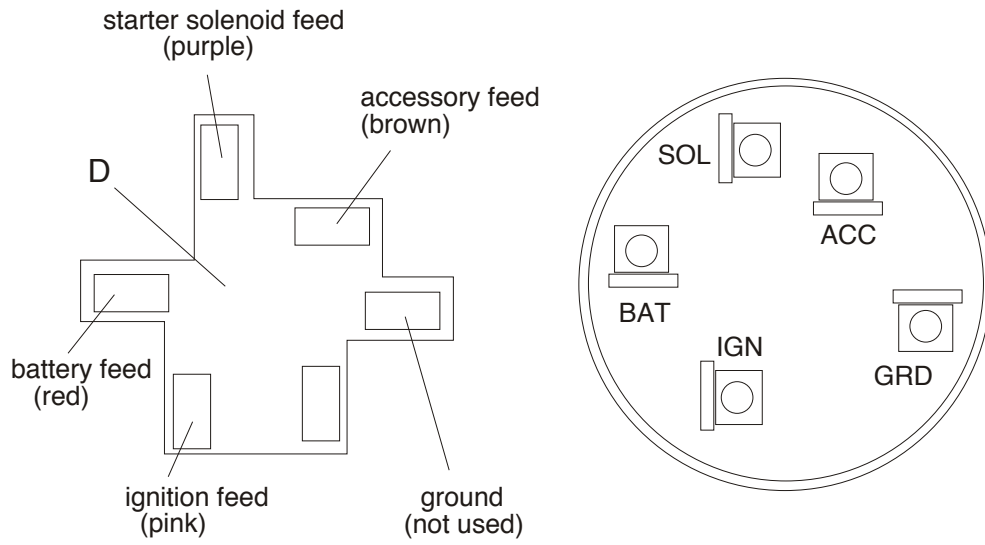 starter solenoid feed
(purple)
accessory feed
(brown)
D
battery feed
(red)
ignition feed
(pink)
ground
(not used)
SOL
ACC
BAT
IGN
GRD